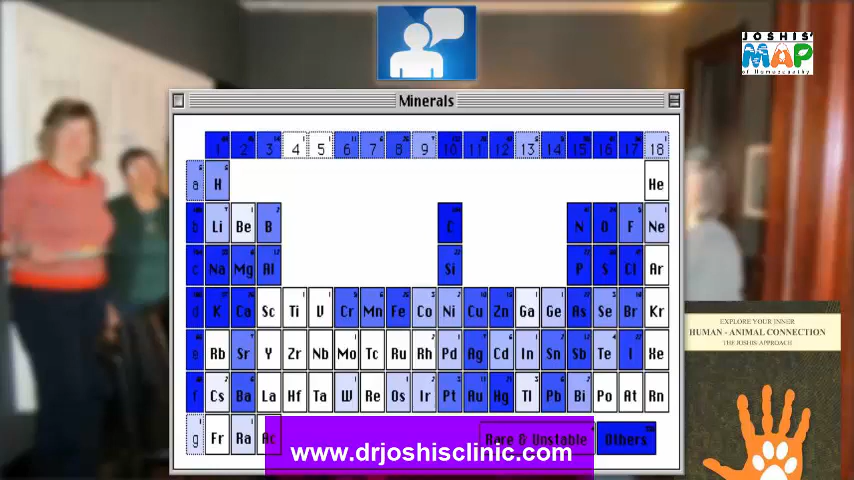 JOSHIS'
MAP
of Homoeopathy
Minerals
1 2 3 4 5 6 7 8 9 10 11 12 13 14 15 16 17 18
a H He
b Li Be B C N O F Ne
c Na Mg Al Si P S Cl Ar
d K Ca Sc Ti V Cr Mn Fe Co Ni Cu Zn Ga Ge As Se Br Kr
e Rb Sr Y Zr Nb Mo Tc Ru Rh Pd Ag Cd In Sn Sb Te I Xe
f Cs Ba La Hf Ta W Re Os Ir Pt Au Hg Tl Pb Bi Po At Rn
g Fr Ra Ac Rare & Unstable Others
www.drjoshisclinic.com
EXPLORE YOUR INNER
HUMAN - ANIMAL CONNECTION
THE JOSHIS APPROACH